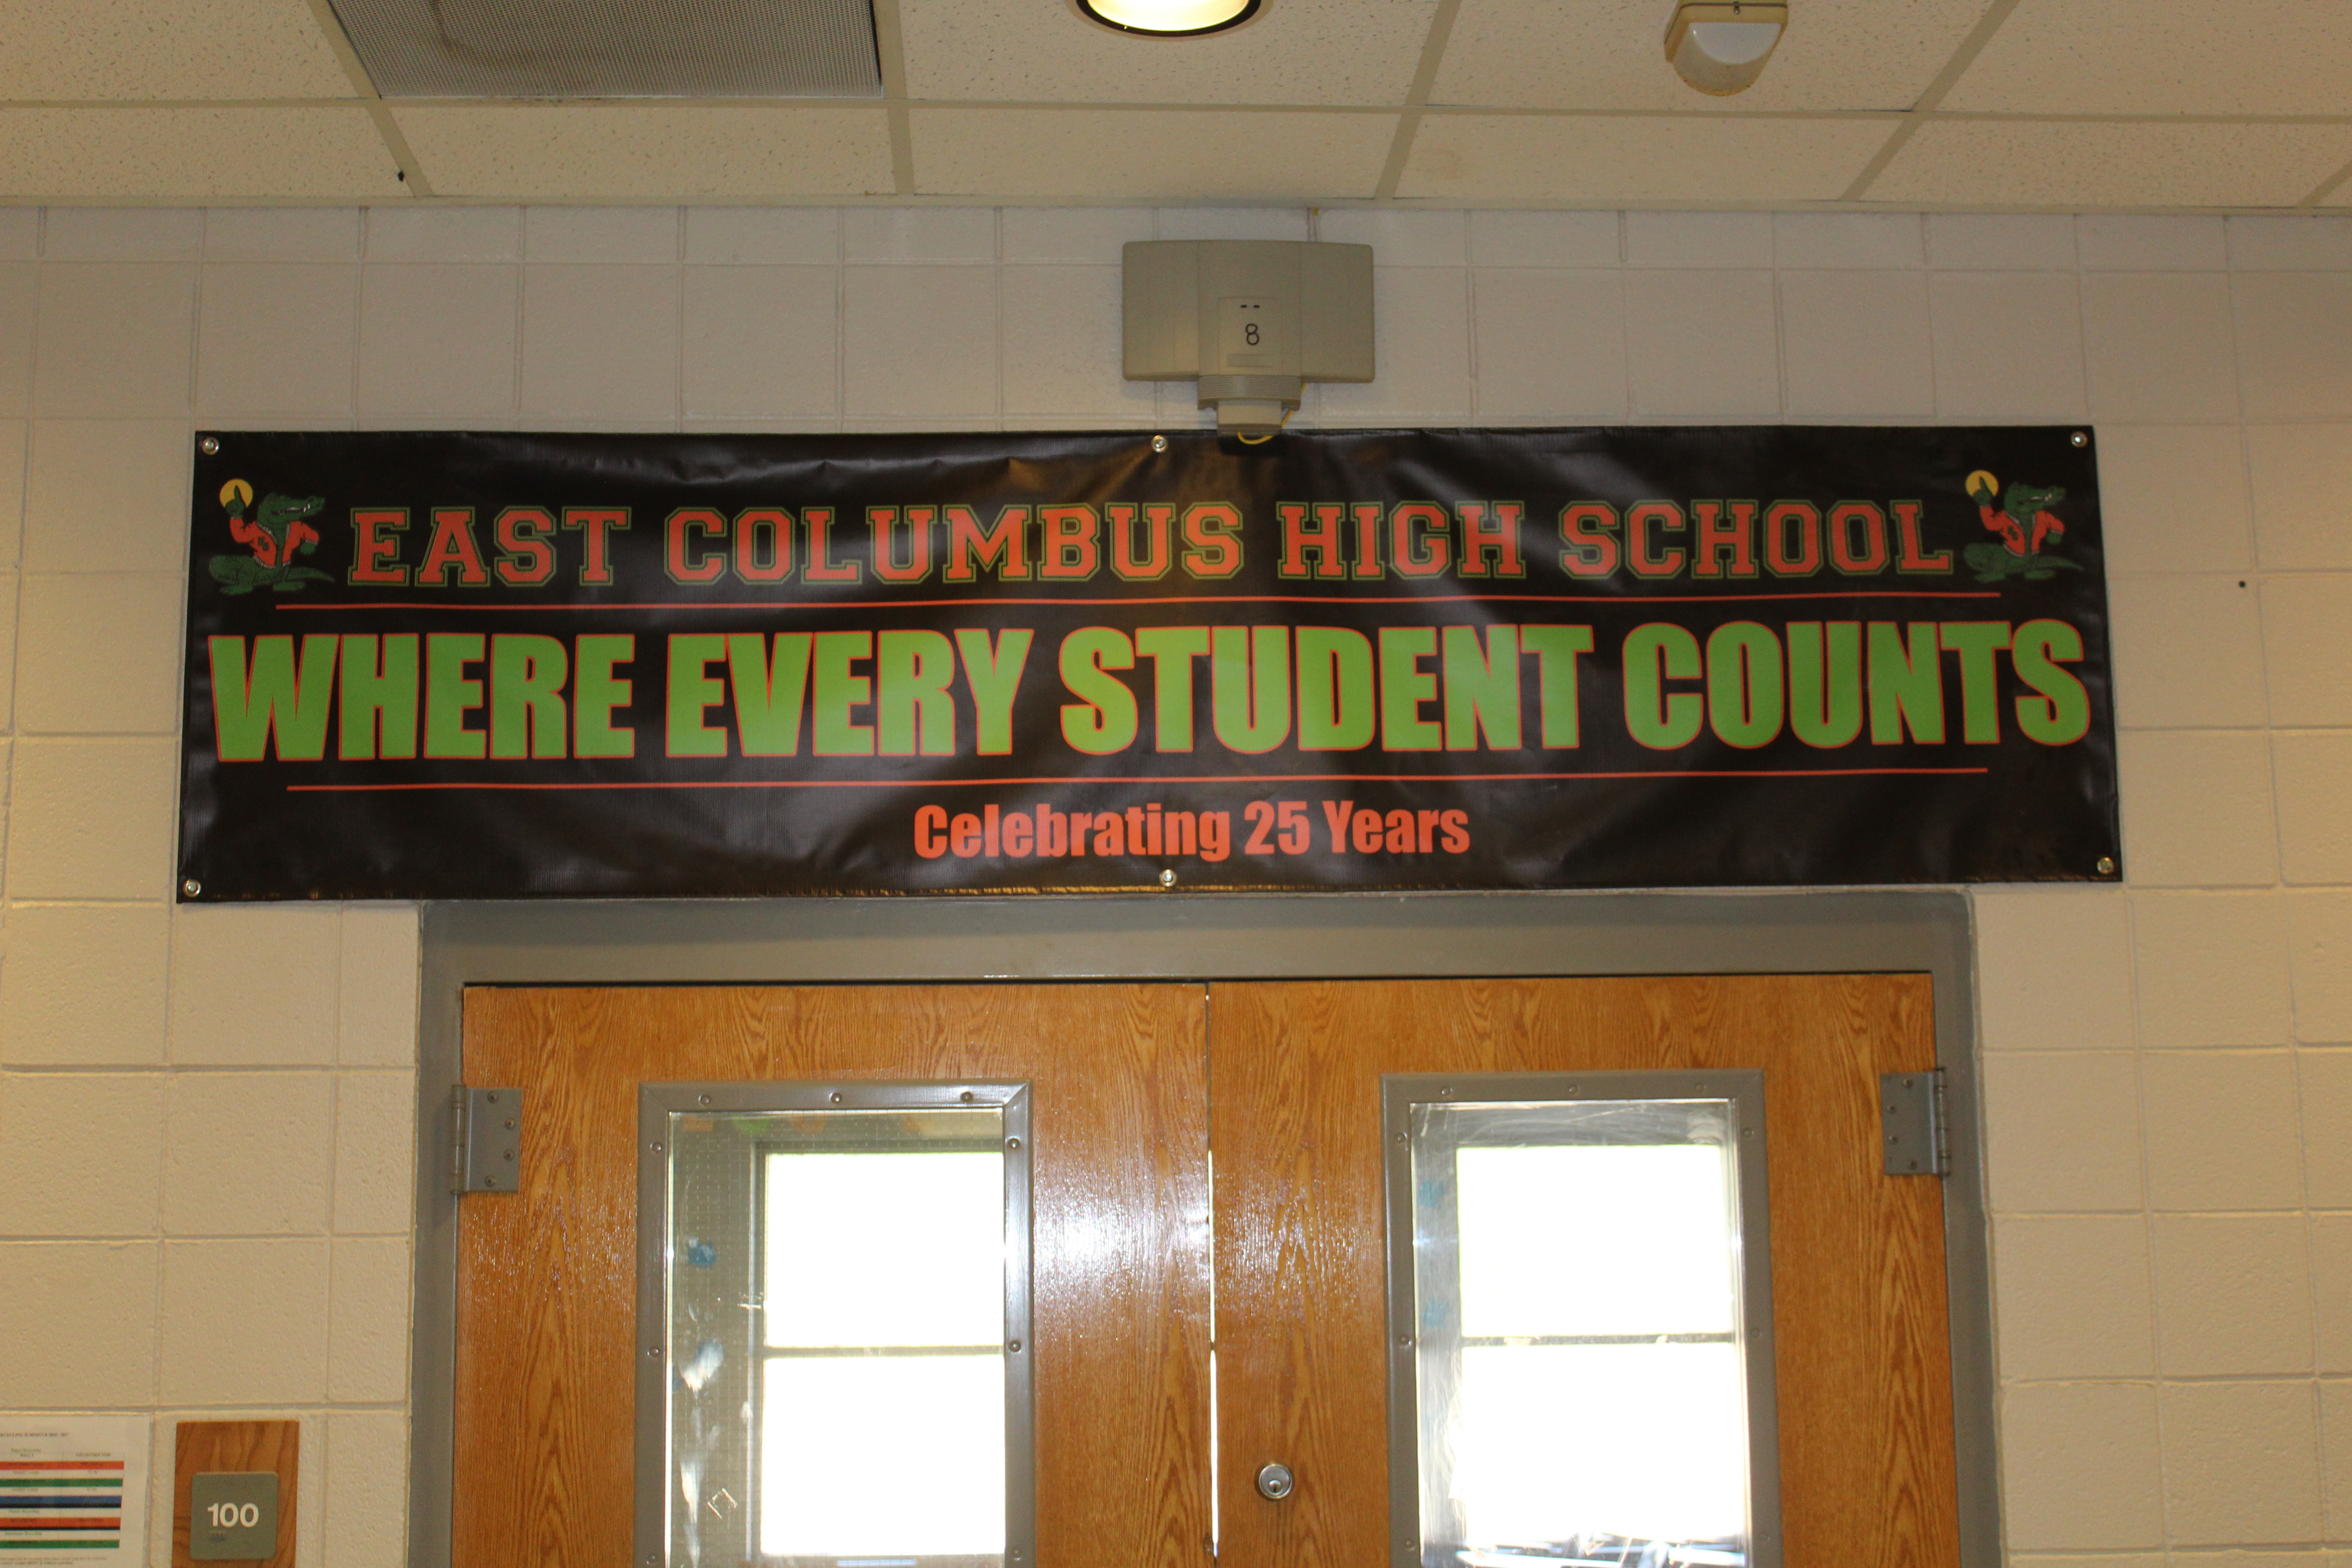 8
EAST COLUMBUS HIGH SCHOOL
WHERE EVERY STUDENT COUNTS
Celebrating 25 Years
100